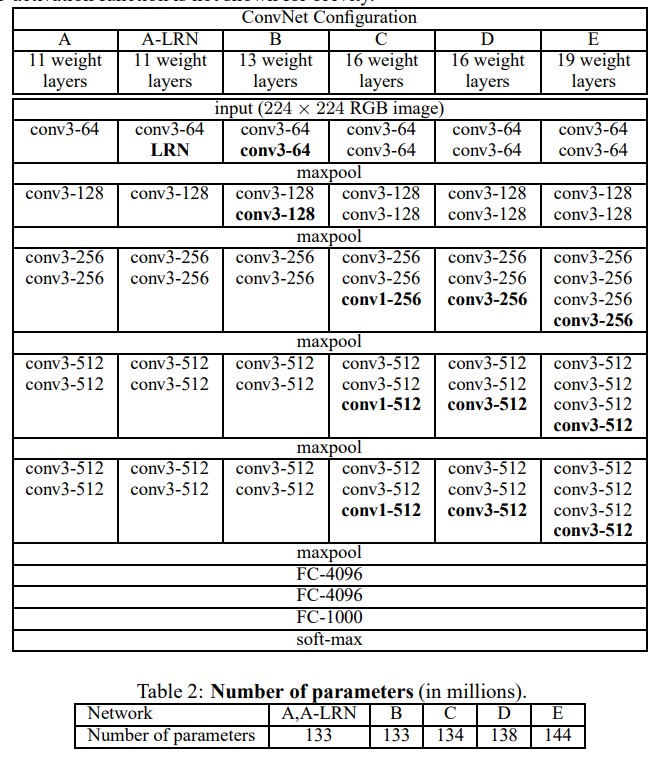 activation function is not shown for brevity.
ConvNet Configuration
A A-LRN B C D E
11 weight 11 weight 13 weight 16 weight 16 weight 19 weight
layers layers layers layers layers layers
input (224 × 224 RGB image)
conv3-64 conv3-64 conv3-64 conv3-64 conv3-64 conv3-64
LRN conv3-64 conv3-64 conv3-64 conv3-64
maxpool
conv3-128 conv3-128 conv3-128 conv3-128 conv3-128 conv3-128
conv3-128 conv3-128 conv3-128 conv3-128
maxpool
conv3-256 conv3-256 conv3-256 conv3-256 conv3-256 conv3-256
conv3-256 conv3-256 conv3-256 conv3-256 conv3-256 conv3-256
conv1-256 conv3-256 conv3-256
conv3-256
maxpool
conv3-512 conv3-512 conv3-512 conv3-512 conv3-512 conv3-512
conv3-512 conv3-512 conv3-512 conv3-512 conv3-512 conv3-512
conv1-512 conv3-512 conv3-512
conv3-512
maxpool
conv3-512 conv3-512 conv3-512 conv3-512 conv3-512 conv3-512
conv3-512 conv3-512 conv3-512 conv3-512 conv3-512 conv3-512
conv1-512 conv3-512 conv3-512
conv3-512
maxpool
FC-4096
FC-4096
FC-1000
soft-max
Table 2: Number of parameters (in millions).
Network A,A-LRN B C D E
Number of parameters 133 133 134 138 144